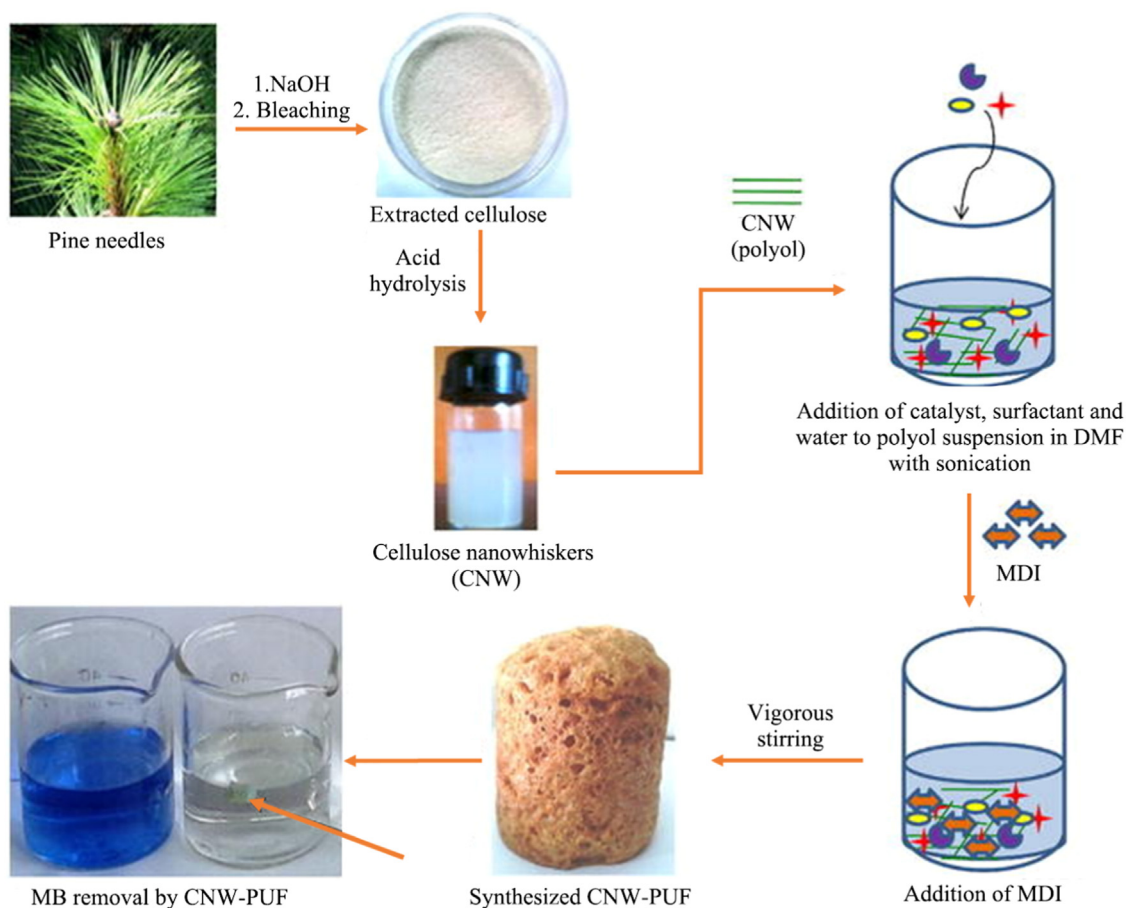 1.NaOH
2. Bleaching
Pine needles
Extracted cellulose
Acid
hydrolysis
Cellulose nanowhiskers
(CNW)
CNW
(polyol)
Addition of catalyst, surfactant and
water to polyol suspension in DMF
with sonication
MDI
Addition of MDI
Vigorous
stirring
Synthesized CNW-PUF
MB removal by CNW-PUF